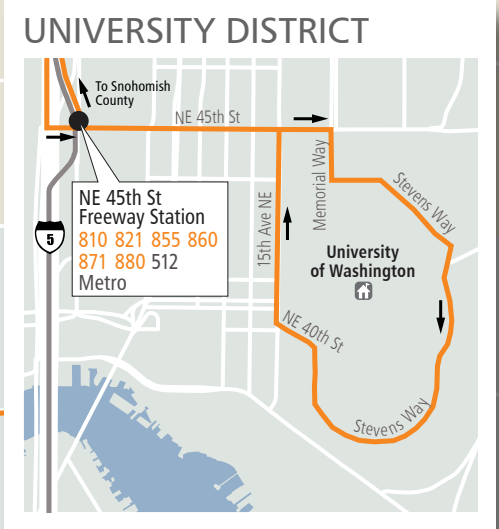 UNIVERSITY DISTRICT
To Snohomish
County
NE 45th St
NE 45th St
Freeway Station
810 821 855 860
871 880 512
Metro
5
15th Ave NE
Memorial Way
Stevens Way
University
of Washington
NE 40th St
Stevens Way